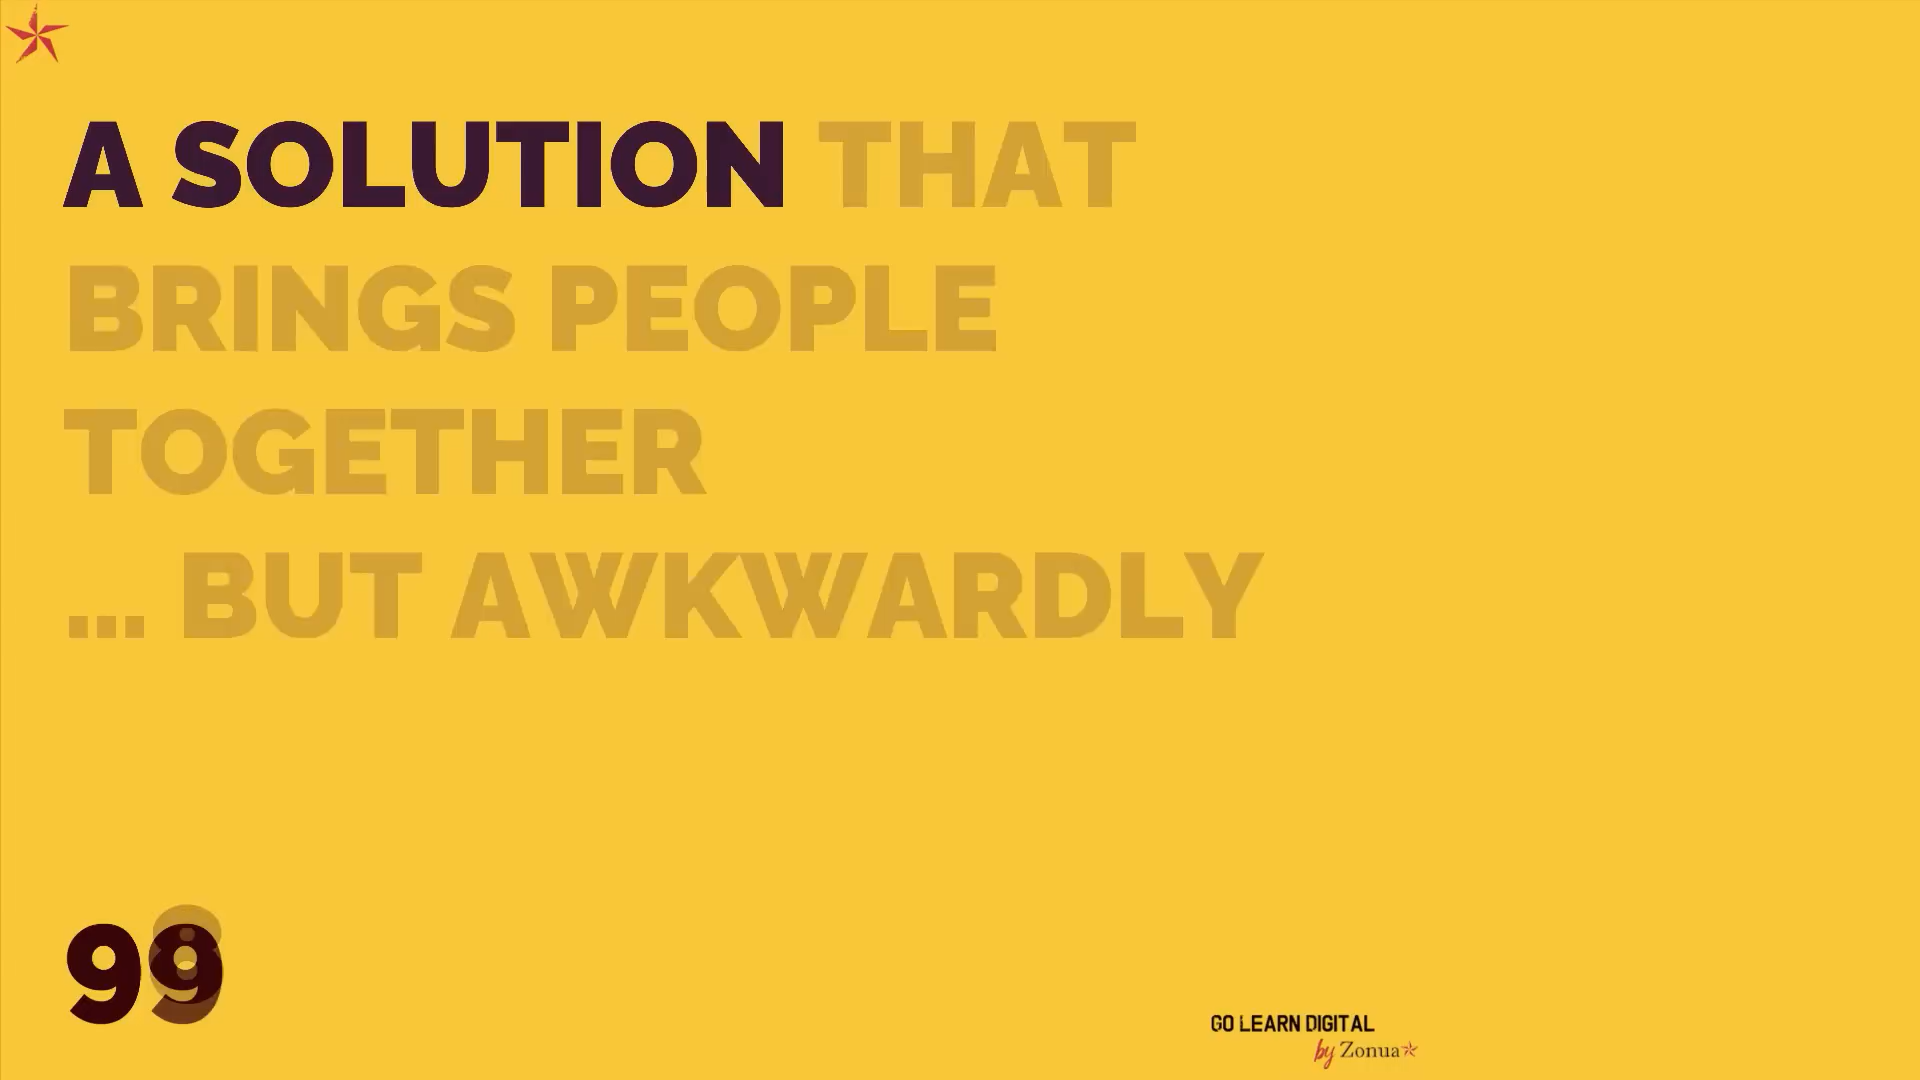 A SOLUTION THAT
BRINGS PEOPLE
TOGETHER
... BUT AWKWARDLY
99
GO LEARN DIGITAL
by Zonua